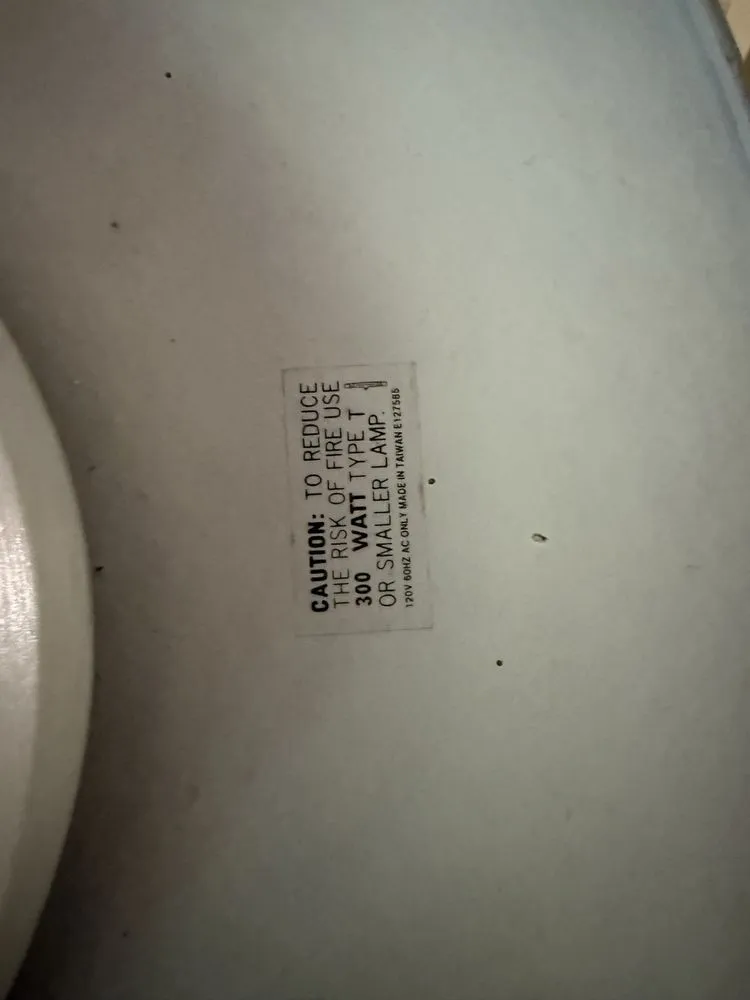 CAUTION: TO REDUCE
THE RISK OF FIRE USE
300 WATT TYPE T
OR SMALLER LAMP.
120V 60HZ AC ONLY MADE IN TAIWAN E127585